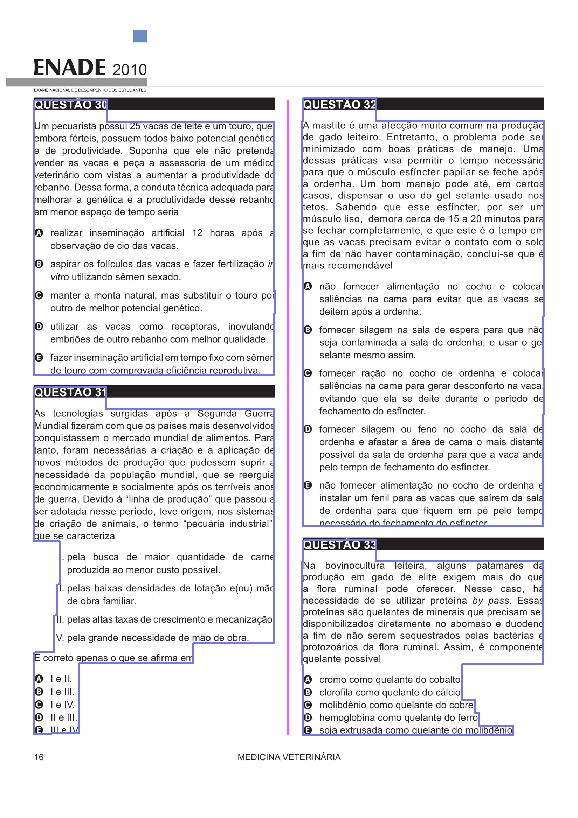 ENADE 2010
EXAME NACIONAL DE DESEMPENHO DOS ESTUDANTES
QUESTÃO 30
Um pecuarista possui 25 vacas de leite e um touro, que,
embora férteis, possuem todos baixo potencial genético
e de produtividade. Suponha que ele não pretenda
vender as vacas e peça a assessoria de um médico
veterinário com vistas a aumentar a produtividade do
rebanho. Dessa forma, a conduta técnica adequada para
melhorar a genética e a produtividade desse rebanho
em menor espaço de tempo seria
A realizar inseminação artificial 12 horas após a
observação de cio das vacas.
B aspirar os folículos das vacas e fazer fertilização in
vitro utilizando sêmen sexado.
C manter a monta natural, mas substituir o touro por
outro de melhor potencial genético.
D utilizar as vacas como receptoras, inovulando
embriões de outro rebanho com melhor qualidade.
E fazer inseminação artificial em tempo fixo com sêmen
de touro com comprovada eficiência reprodutiva.
QUESTÃO 31
As tecnologias surgidas após a Segunda Guerra
Mundial fizeram com que os países mais desenvolvidos
conquistassem o mercado mundial de alimentos. Para
tanto, foram necessárias a criação e a aplicação de
novos métodos de produção que pudessem suprir a
necessidade da população mundial, que se reerguia
economicamente e socialmente após os terríveis anos
de guerra. Devido à “linha de produção” que passou a
ser adotada nesse período, teve origem, nos sistemas
de criação de animais, o termo “pecuária industrial”,
que se caracteriza
I. pela busca de maior quantidade de carne
produzida ao menor custo possível.
II. pelas baixas densidades de lotação e(ou) mão
de obra familiar.
III. pelas altas taxas de crescimento e mecanização.
IV. pela grande necessidade de mão de obra.
É correto apenas o que se afirma em
A I e II.
B I e III.
C I e IV.
D II e III.
E III e IV.
QUESTÃO 32
A mastite é uma afecção muito comum na produção
de gado leiteiro. Entretanto, o problema pode ser
minimizado com boas práticas de manejo. Uma
dessas práticas visa permitir o tempo necessário
para que o músculo esfíncter papilar se feche após
a ordenha. Um bom manejo pode até, em certos
casos, dispensar o uso do gel selante usado nos
tetos. Sabendo que esse esfíncter, por ser um
músculo liso, demora cerca de 15 a 20 minutos para
se fechar completamente, e que este é o tempo em
que as vacas precisam evitar o contato com o solo
a fim de não haver contaminação, conclui-se que é
mais recomendável
A não fornecer alimentação no cocho e colocar
saliências na cama para evitar que as vacas se
deitem após a ordenha.
B fornecer silagem na sala de espera para que não
seja contaminada a sala de ordenha, e usar o gel
selante mesmo assim.
C fornecer ração no cocho de ordenha e colocar
saliências na cama para gerar desconforto na vaca,
evitando que ela se deite durante o período de
fechamento do esfíncter.
D fornecer silagem ou feno no cocho da sala de
ordenha e afastar a área de cama o mais distante
possível da sala de ordenha para que a vaca ande
pelo tempo de fechamento do esfíncter.
E não fornecer alimentação no cocho de ordenha e
instalar um fenil para as vacas que saírem da sala
de ordenha para que fiquem em pé pelo tempo
necessário do fechamento do esfíncter.
QUESTÃO 33
Na bovinocultura leiteira, alguns patamares da
produção em gado de elite exigem mais do que
a flora ruminal pode oferecer. Nesse caso, há
necessidade de se utilizar proteína by pass. Essas
proteínas são quelantes de minerais que precisam ser
disponibilizados diretamente no abomaso e duodeno
a fim de não serem sequestrados pelas bactérias e
protozoários da flora ruminal. Assim, é componente
quelante possível
A cromo como quelante do cobalto.
B clorofila como quelante do cálcio.
C molibdênio como quelante do cobre.
D hemoglobina como quelante do ferro.
E soja extrusada como quelante do molibdênio.
16
MEDICINA VETERINÁRIA